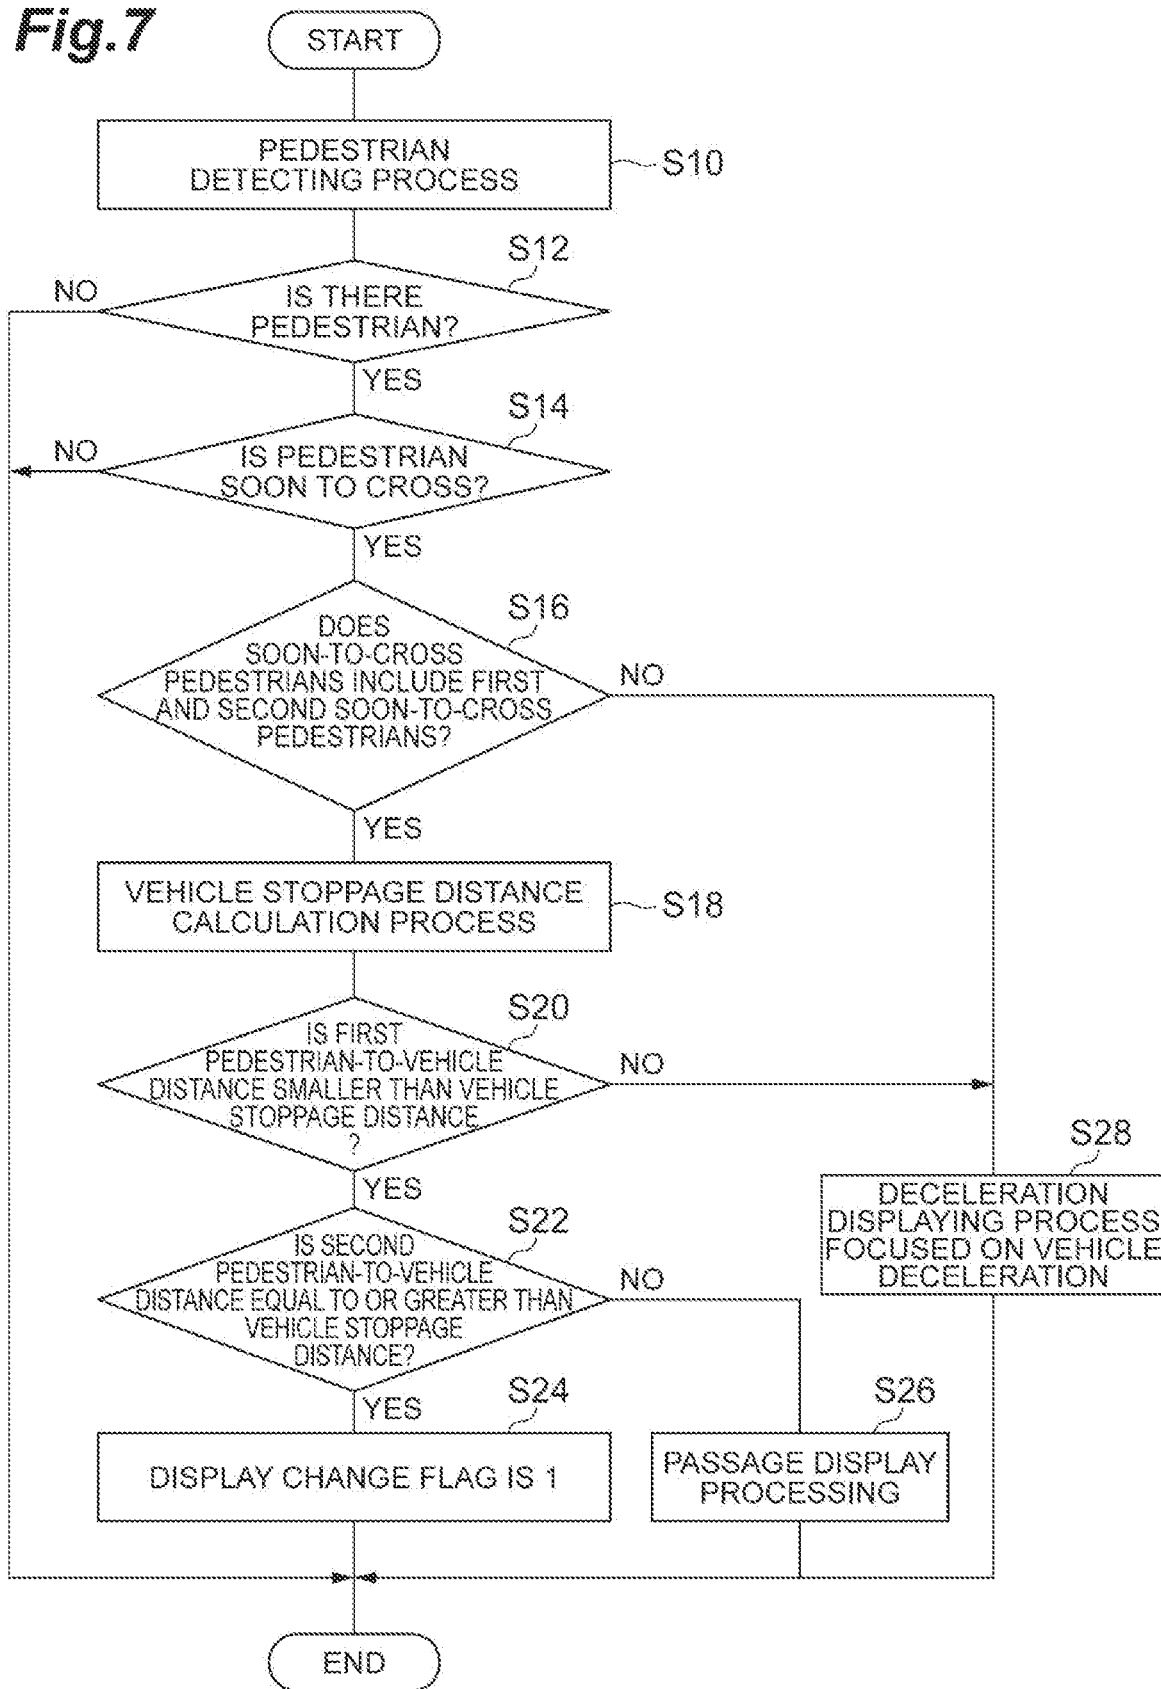 Fig.7
START
PEDESTRIAN
DETECTING PROCESS
S10
S12
IS THERE
PEDESTRIAN?
NO
YES
S14
IS PEDESTRIAN
SOON TO CROSS?
NO
YES
S16
DOES
SOON-TO-CROSS
PEDESTRIANS INCLUDE FIRST
AND SECOND SOON-TO-CROSS
PEDESTRIANS?
NO
YES
VEHICLE STOPPAGE DISTANCE
CALCULATION PROCESS
S18
S20
IS FIRST
PEDESTRIAN-TO-VEHICLE
DISTANCE SMALLER THAN VEHICLE
STOPPAGE DISTANCE
?
NO
YES
S28
DECELERATION
DISPLAYING PROCESS
FOCUSED ON VEHICLE
DECELERATION
S22
IS SECOND
PEDESTRIAN-TO-VEHICLE
DISTANCE EQUAL TO OR GREATER THAN
VEHICLE STOPPAGE
DISTANCE?
NO
YES
S24
DISPLAY CHANGE FLAG IS 1
S26
PASSAGE DISPLAY
PROCESSING
END